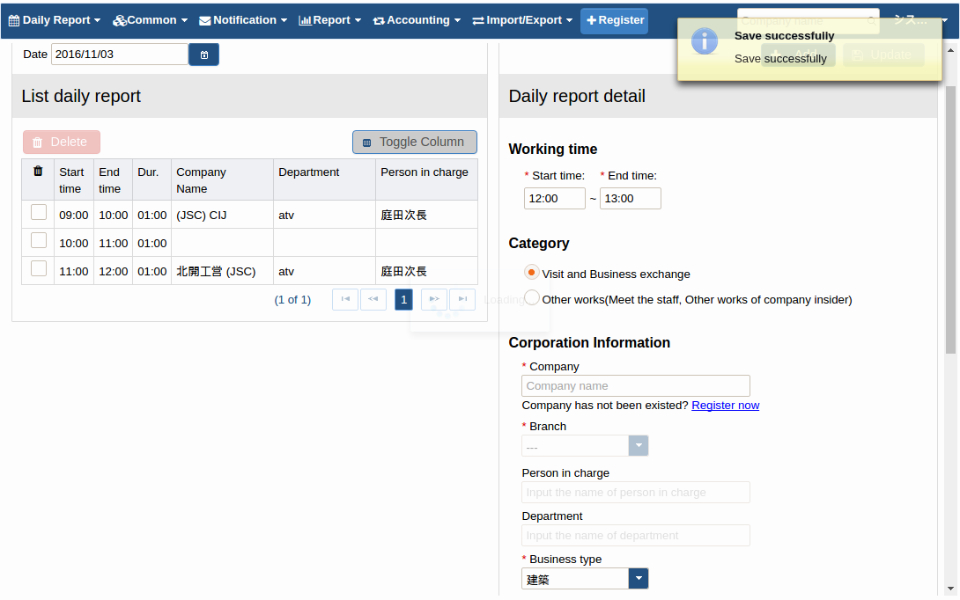 Daily Report Common Notification Report Accounting Import/Export Register Company name シス...
Save successfully
Save successfully
Add Update
Date 2016/11/03
List daily report
Delete Toggle Column
Start time End time Dur. Company Name Department Person in charge
09:00 10:00 01:00 (JSC) CIJ atv 庭田次長
10:00 11:00 01:00
11:00 12:00 01:00 北開工営 (JSC) atv 庭田次長
(1 of 1) 1
Loading
Daily report detail
Working time
* Start time: * End time:
12:00 ~ 13:00
Category
Visit and Business exchange
Other works(Meet the staff, Other works of company insider)
Corporation Information
* Company
Company name
Company has not been existed? Register now
* Branch
---
Person in charge
Input the name of person in charge
Department
Input the name of department
* Business type
建築